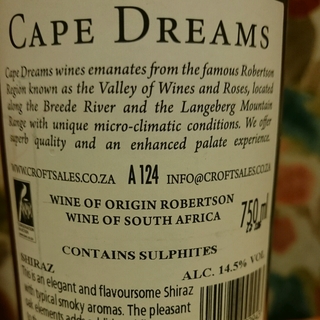 CAPE DREAMS
Cape Dreams wines emanates from the famous Robertson
Region known as the Valley of Wines and Roses, located
along the Breede River and the Langeberg Mountain
Range with unique micro-climatic conditions. We offer
superb quality and an enhanced palate experience.
WWW.CROFTSALES.CO.ZA A 124 INFO@CROFTSALES.CO.ZA
WINE OF ORIGIN ROBERTSON
WINE OF SOUTH AFRICA
750 ml
CONTAINS SULPHITES
SHIRAZ
ALC. 14.5% VOL
This is an elegant and flavoursome Shiraz
with typical smoky aromas. The pleasant
oak elements